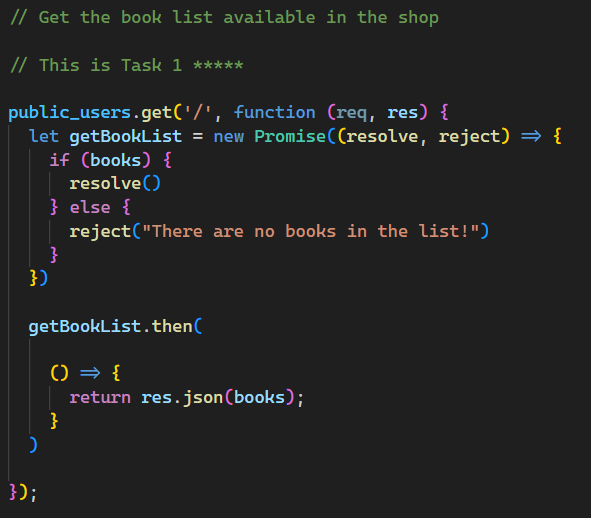 // Get the book list available in the shop
// This is Task 1 *****
public_users.get('/', function (req, res) {
let getBookList = new Promise((resolve, reject) => {
if (books) {
resolve()
} else {
reject("There are no books in the list!")
}
})
getBookList.then(
() => {
return res.json(books);
}
)
});